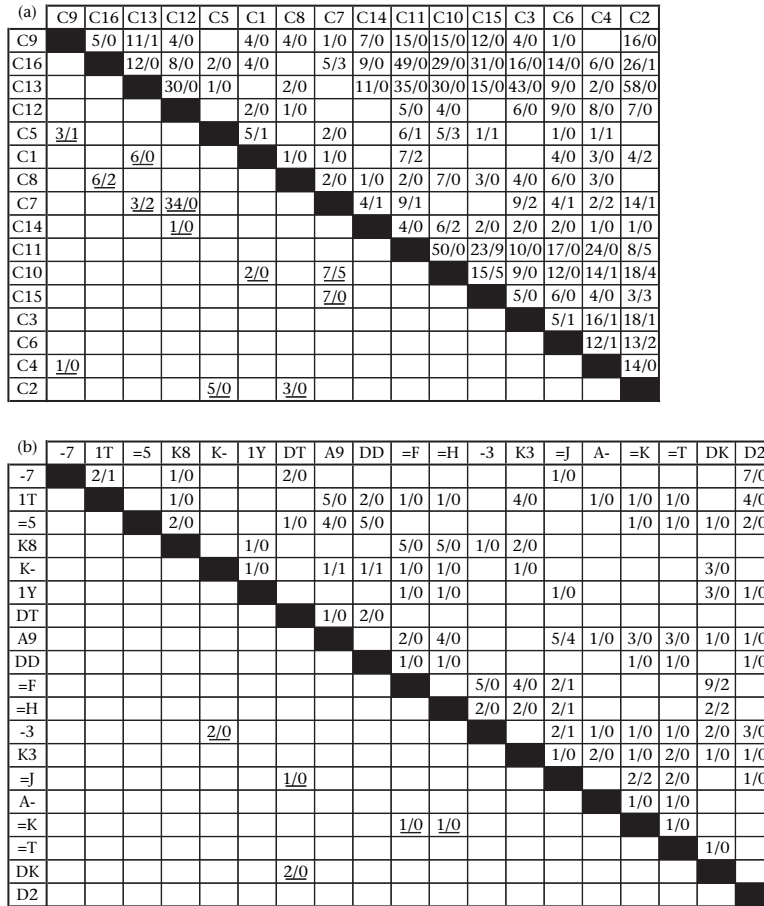 (a) C9 C16 C13 C12 C5 C1 C8 C7 C14 C11 C10 C15 C3 C6 C4 C2
C9 5/0 11/1 4/0 4/0 4/0 1/0 7/0 15/0 15/0 12/0 4/0 1/0 16/0
C16 12/0 8/0 2/0 4/0 5/3 9/0 49/0 29/0 31/0 16/0 14/0 6/0 26/1
C13 30/0 1/0 2/0 11/0 35/0 30/0 15/0 43/0 9/0 2/0 58/0
C12 2/0 1/0 5/0 4/0 6/0 9/0 8/0 7/0
C5 3/1 5/1 2/0 6/1 5/3 1/1 1/0 1/1
C1 6/0 1/0 1/0 7/2 4/0 3/0 4/2
C8 6/2 2/0 1/0 2/0 7/0 3/0 4/0 6/0 3/0
C7 3/2 34/0 4/1 9/1 9/2 4/1 2/2 14/1
C14 1/0 4/0 6/2 2/0 2/0 2/0 1/0 1/0
C11 50/0 23/9 10/0 17/0 24/0 8/5
C10 2/0 7/5 15/5 9/0 12/0 14/1 18/4
C15 7/0 5/0 6/0 4/0 3/3
C3 5/1 16/1 18/1
C6 12/1 13/2
C4 1/0 14/0
C2 5/0 3/0
(b) -7 1T =5 K8 K- 1Y DT A9 DD =F =H -3 K3 =J A- =K =T DK D2
-7 2/1 1/0 2/0 1/0 7/0
1T 1/0 5/0 2/0 1/0 1/0 4/0 1/0 1/0 1/0 4/0
=5 2/0 1/0 4/0 5/0 1/0 1/0 1/0 2/0
K8 1/0 5/0 5/0 1/0 2/0
K- 1/0 1/1 1/1 1/0 1/0 1/0 3/0
1Y 1/0 1/0 1/0 3/0 1/0
DT 1/0 2/0
A9 2/0 4/0 5/4 1/0 3/0 3/0 1/0 1/0
DD 1/0 1/0 1/0 1/0 1/0
=F 5/0 4/0 2/1 9/2
=H 2/0 2/0 2/1 2/2
-3 2/0 2/1 1/0 1/0 1/0 2/0 3/0
K3 1/0 2/0 1/0 2/0 1/0 1/0
=J 1/0 2/2 2/0 1/0
A- 1/0 1/0
=K 1/0 1/0 1/0
=T 1/0
DK 2/0
D2